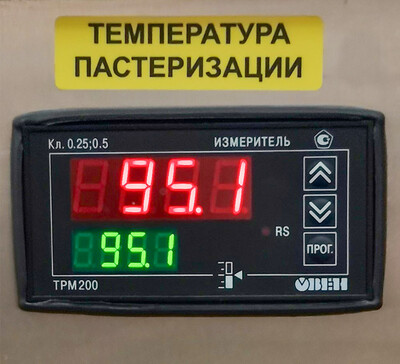 ТЕМПЕРАТУРА
ПАСТЕРИЗАЦИИ
Кл. 0.25;0.5 ИЗМЕРИТЕЛЬ
95.1
RS
95.1
ПРОГ.
ТРМ200 ОВЕН